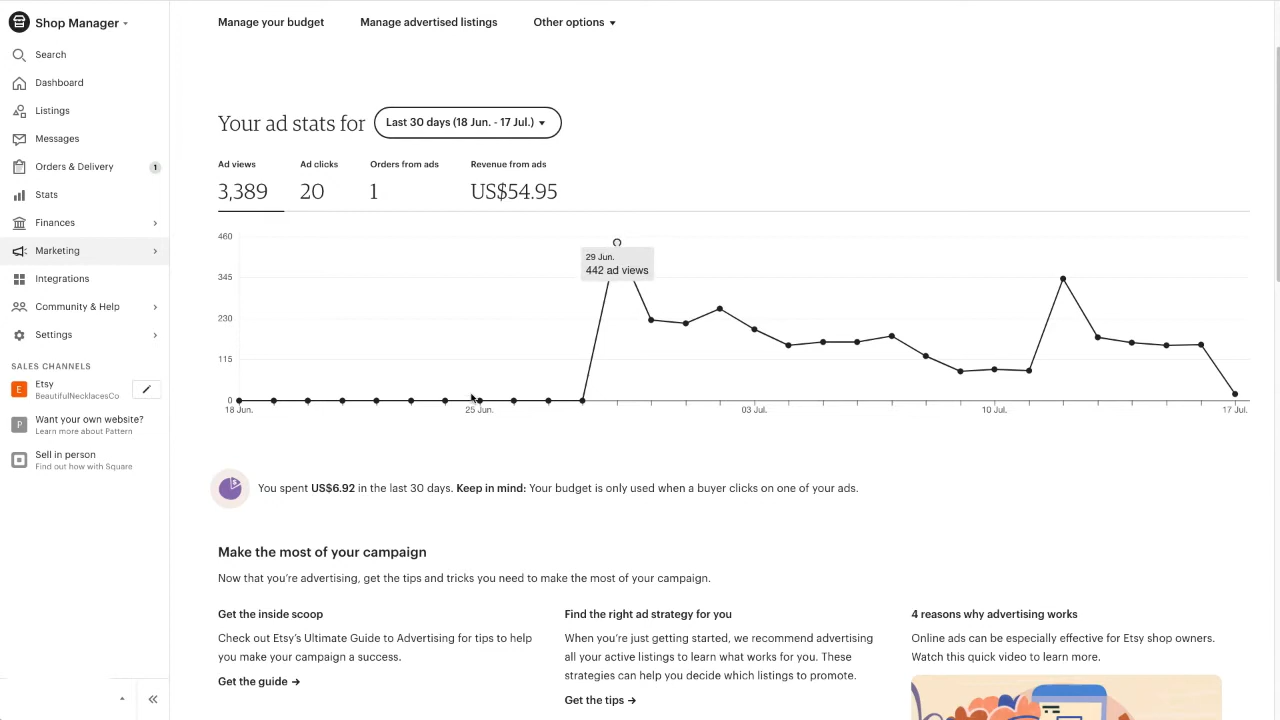 Shop Manager
Search
Dashboard
Listings
Messages
Orders & Delivery 1
Stats
Finances
Marketing
Integrations
Community & Help
Settings
SALES CHANNELS
E Etsy
BeautifulNecklacesCo
P Want your own website?
Learn more about Pattern
Sell in person
Find out how with Square
Manage your budget Manage advertised listings Other options
Your ad stats for Last 30 days (18 Jun. - 17 Jul.)
Ad views Ad clicks Orders from ads Revenue from ads
3,389 20 1 US$54.95
460
29 Jun.
442 ad views
345
230
115
0
18 Jun. 25 Jun. 03 Jul. 10 Jul. 17 Jul.
You spent US$6.92 in the last 30 days. Keep in mind: Your budget is only used when a buyer clicks on one of your ads.
Make the most of your campaign
Now that you're advertising, get the tips and tricks you need to make the most of your campaign.
Get the inside scoop
Check out Etsy's Ultimate Guide to Advertising for tips to help
you make your campaign a success.
Get the guide →
Find the right ad strategy for you
When you're just getting started, we recommend advertising
all your active listings to learn what works for you. These
strategies can help you decide which listings to promote.
Get the tips →
4 reasons why advertising works
Online ads can be especially effective for Etsy shop owners.
Watch this quick video to learn more.